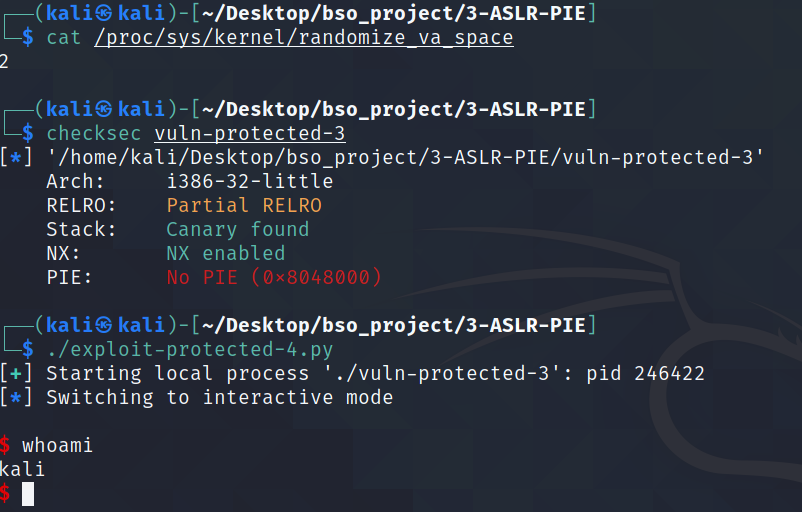 ┌──(kali㉿kali)-[~/Desktop/bso_project/3-ASLR-PIE]
└─$ cat /proc/sys/kernel/randomize_va_space
2
┌──(kali㉿kali)-[~/Desktop/bso_project/3-ASLR-PIE]
└─$ checksec vuln-protected-3
[*] '/home/kali/Desktop/bso_project/3-ASLR-PIE/vuln-protected-3'
    Arch:     i386-32-little
    RELRO:    Partial RELRO
    Stack:    Canary found
    NX:       NX enabled
    PIE:      No PIE (0x8048000)
┌──(kali㉿kali)-[~/Desktop/bso_project/3-ASLR-PIE]
└─$ ./exploit-protected-4.py
[+] Starting local process './vuln-protected-3': pid 246422
[*] Switching to interactive mode
$ whoami
kali
$